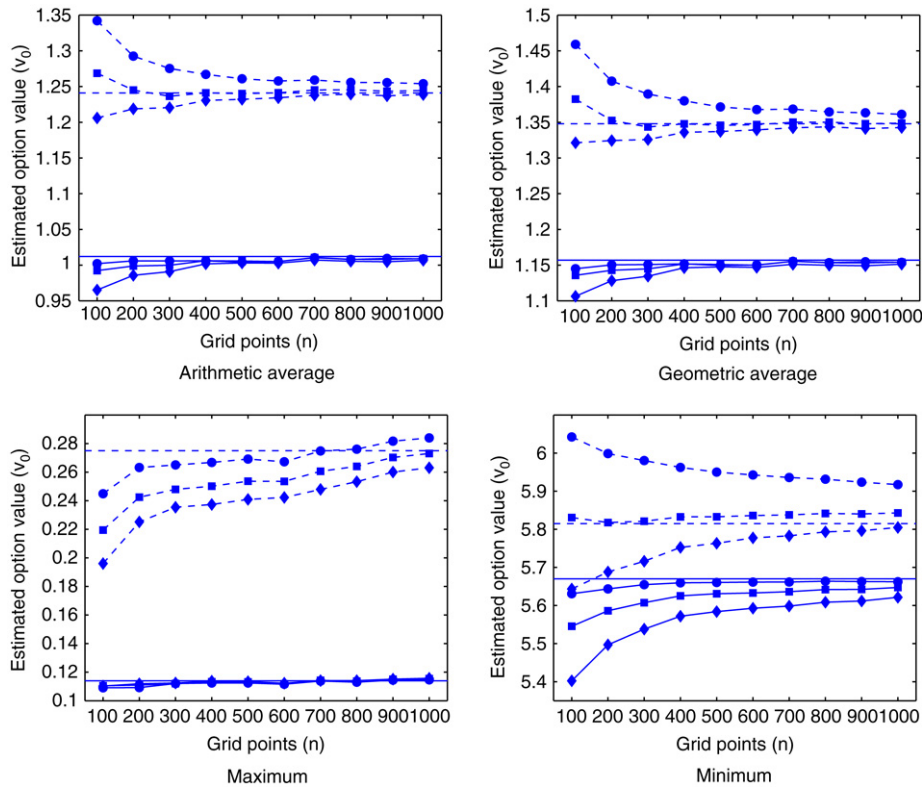 Estimated option value (v0)
1.35
1.3
1.25
1.2
1.15
1.1
1.05
1
0.95
100 200 300 400 500 600 700 800 9001000
Grid points (n)
Arithmetic average
Estimated option value (v0)
1.5
1.45
1.4
1.35
1.3
1.25
1.2
1.15
1.1
100 200 300 400 500 600 700 800 9001000
Grid points (n)
Geometric average
Estimated option value (v0)
0.28
0.26
0.24
0.22
0.2
0.18
0.16
0.14
0.12
0.1
100 200 300 400 500 600 700 800 9001000
Grid points (n)
Maximum
Estimated option value (v0)
6
5.9
5.8
5.7
5.6
5.5
5.4
100 200 300 400 500 600 700 800 9001000
Grid points (n)
Minimum